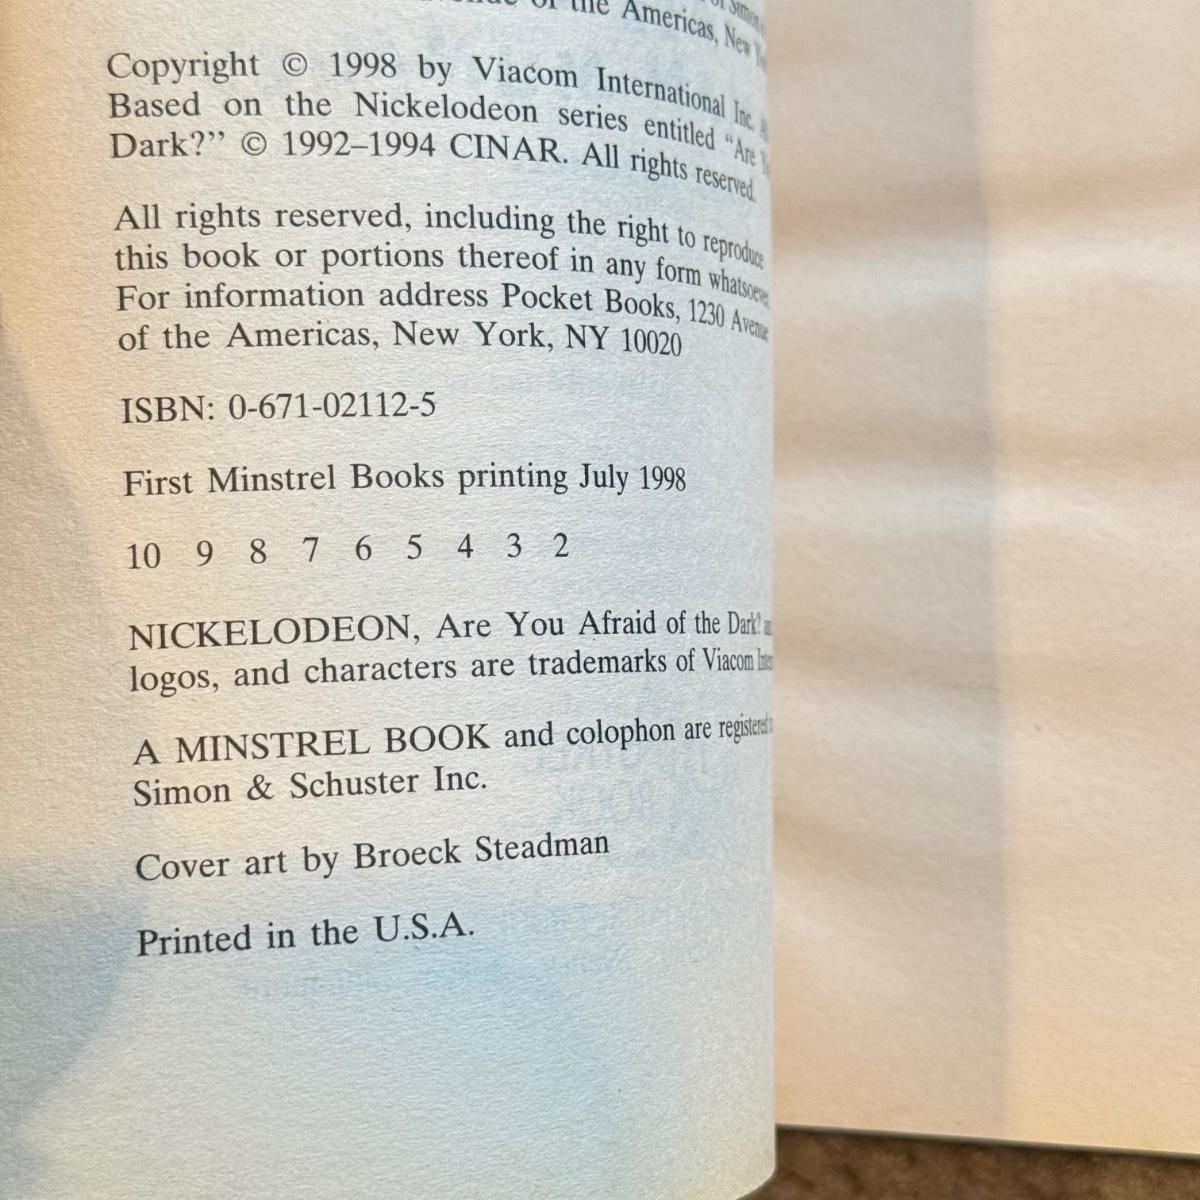 of the Americas, New
Copyright © 1998 by Viacom International Inc.
Based on the Nickelodeon series entitled “Are
Dark?” © 1992–1994 CINAR. All rights reserved.
All rights reserved, including the right to reproduce
this book or portions thereof in any form whatsoever.
For information address Pocket Books, 1230 Avenue
of the Americas, New York, NY 10020
ISBN: 0-671-02112-5
First Minstrel Books printing July 1998
10 9 8 7 6 5 4 3 2
NICKELODEON, Are You Afraid of the Dark?
logos, and characters are trademarks of Viacom
A MINSTREL BOOK and colophon are registered
Simon & Schuster Inc.
Cover art by Broeck Steadman
Printed in the U.S.A.